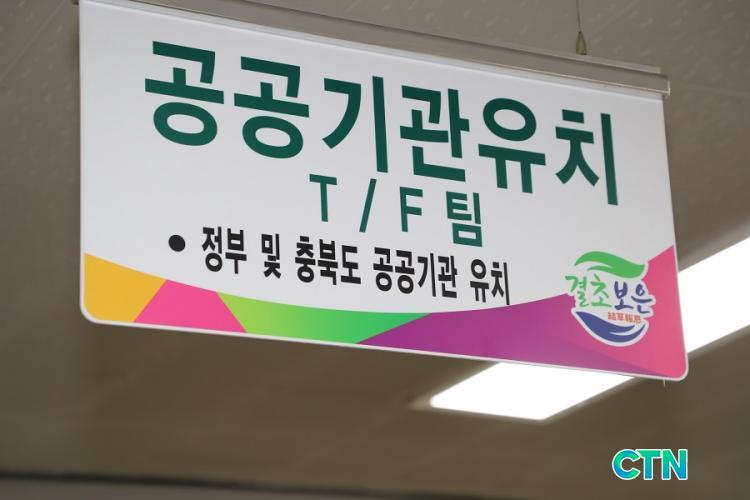 공공기관유치
T/F팀
● 정부 및 충북도 공공기관 유치
결초보은
結草報恩
CTN